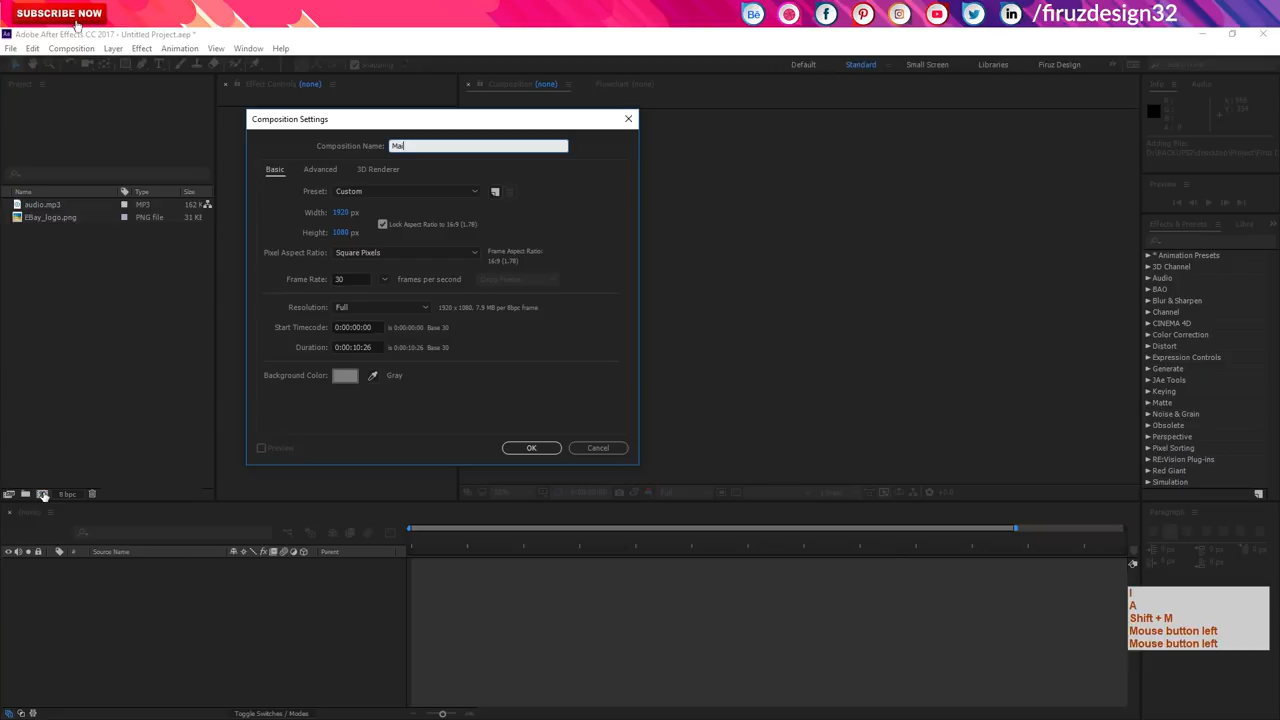 SUBSCRIBE NOW
/firuzdesign32
Adobe After Effects CC 2017 - Untitled Project.aep *
File Edit Composition Layer Effect Animation View Window Help
Snapping
Default Standard Small Screen Libraries Firuz Design
Project
Effect Controls (none)
Composition (none)
Flowchart (none)
Info Audio
Name Type Size
audio.mp3 MP3 162 K
EBay_logo.png PNG file 31 KE
8 bpc
Composition Settings
Composition Name: Mai
Basic Advanced 3D Renderer
Preset: Custom
Width: 1920 px
Lock Aspect Ratio to 16:9 (1.78)
Height: 1080 px
Pixel Aspect Ratio: Square Pixels
Frame Aspect Ratio:
16:9 (1.78)
Frame Rate: 30 frames per second Drop Frame
Resolution: Full 1920 x 1080, 7.9 MB per 8bpc frame
Start Timecode: 0:00:00:00 is 0:00:00:00 Base 30
Duration: 0:00:10:26 is 0:00:10:26 Base 30
Background Color: Gray
Preview
OK Cancel
Preview
Effects & Presets Libre
* Animation Presets
3D Channel
Audio
BAO
Blur & Sharpen
Channel
CINEMA 4D
Color Correction
Distort
Expression Controls
Generate
JAe Tools
Keying
Matte
Noise & Grain
Obsolete
Perspective
Pixel Sorting
RE:Vision Plug-ins
Red Giant
Simulation
Paragraph
# Source Name Parent
I
A
Shift + M
Mouse button left
Mouse button left
Toggle Switches / Modes